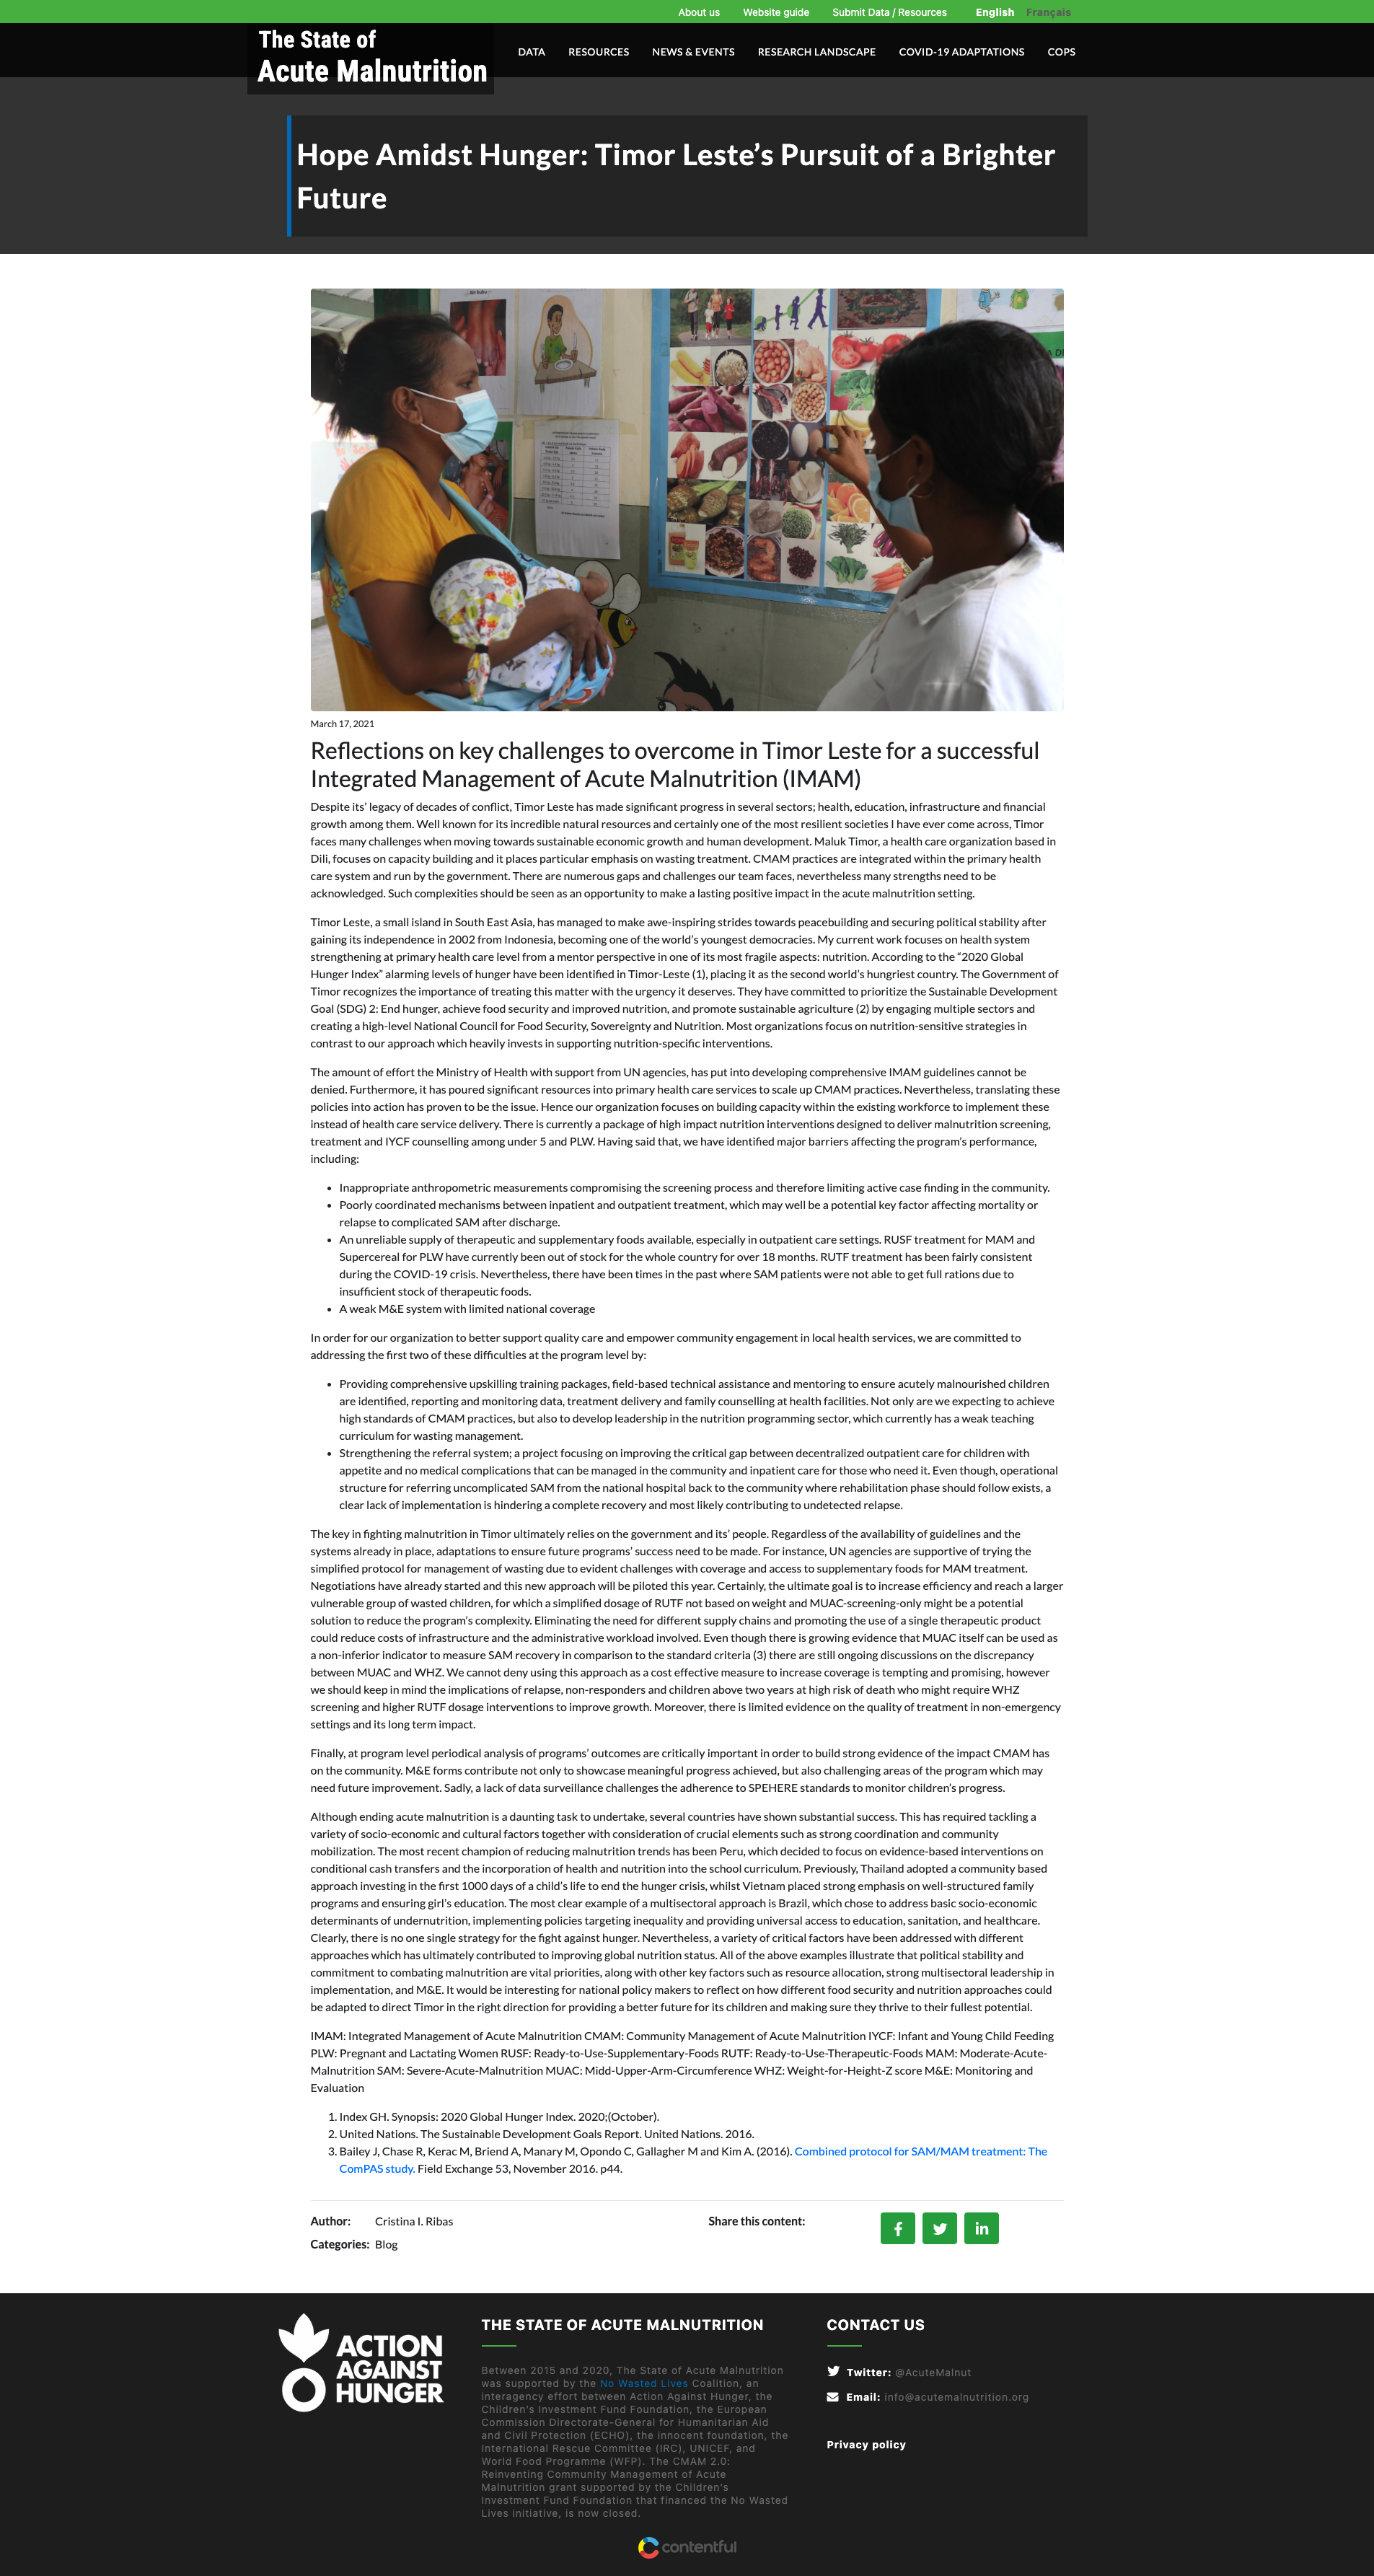 About us Website guide Submit Data / Resources English Français
The State of
Acute Malnutrition
DATA RESOURCES NEWS & EVENTS RESEARCH LANDSCAPE COVID-19 ADAPTATIONS COPS
Hope Amidst Hunger: Timor Leste’s Pursuit of a Brighter
Future
March 17, 2021
Reflections on key challenges to overcome in Timor Leste for a successful
Integrated Management of Acute Malnutrition (IMAM)
Despite its’ legacy of decades of conflict, Timor Leste has made significant progress in several sectors; health, education, infrastructure and financial
growth among them. Well known for its incredible natural resources and certainly one of the most resilient societies I have ever come across, Timor
faces many challenges when moving towards sustainable economic growth and human development. Maluk Timor, a health care organization based in
Dili, focuses on capacity building and it places particular emphasis on wasting treatment. CMAM practices are integrated within the primary health
care system and run by the government. There are numerous gaps and challenges our team faces, nevertheless many strengths need to be
acknowledged. Such complexities should be seen as an opportunity to make a lasting positive impact in the acute malnutrition setting.
Timor Leste, a small island in South East Asia, has managed to make awe-inspiring strides towards peacebuilding and securing political stability after
gaining its independence in 2002 from Indonesia, becoming one of the world’s youngest democracies. My current work focuses on health system
strengthening at primary health care level from a mentor perspective in one of its most fragile aspects: nutrition. According to the “2020 Global
Hunger Index” alarming levels of hunger have been identified in Timor-Leste (1), placing it as the second world’s hungriest country. The Government of
Timor recognizes the importance of treating this matter with the urgency it deserves. They have committed to prioritize the Sustainable Development
Goal (SDG) 2: End hunger, achieve food security and improved nutrition, and promote sustainable agriculture (2) by engaging multiple sectors and
creating a high-level National Council for Food Security, Sovereignty and Nutrition. Most organizations focus on nutrition-sensitive strategies in
contrast to our approach which heavily invests in supporting nutrition-specific interventions.
The amount of effort the Ministry of Health with support from UN agencies, has put into developing comprehensive IMAM guidelines cannot be
denied. Furthermore, it has poured significant resources into primary health care services to scale up CMAM practices. Nevertheless, translating these
policies into action has proven to be the issue. Hence our organization focuses on building capacity within the existing workforce to implement these
instead of health care service delivery. There is currently a package of high impact nutrition interventions designed to deliver malnutrition screening,
treatment and IYCF counselling among under 5 and PLW. Having said that, we have identified major barriers affecting the program’s performance,
including:
• Inappropriate anthropometric measurements compromising the screening process and therefore limiting active case finding in the community.
• Poorly coordinated mechanisms between inpatient and outpatient treatment, which may well be a potential key factor affecting mortality or
relapse to complicated SAM after discharge.
• An unreliable supply of therapeutic and supplementary foods available, especially in outpatient care settings. RUSF treatment for MAM and
Supercereal for PLW have currently been out of stock for the whole country for over 18 months. RUTF treatment has been fairly consistent
during the COVID-19 crisis. Nevertheless, there have been times in the past where SAM patients were not able to get full rations due to
insufficient stock of therapeutic foods.
• A weak M&E system with limited national coverage
In order for our organization to better support quality care and empower community engagement in local health services, we are committed to
addressing the first two of these difficulties at the program level by:
• Providing comprehensive upskilling training packages, field-based technical assistance and mentoring to ensure acutely malnourished children
are identified, reporting and monitoring data, treatment delivery and family counselling at health facilities. Not only are we expecting to achieve
high standards of CMAM practices, but also to develop leadership in the nutrition programming sector, which currently has a weak teaching
curriculum for wasting management.
• Strengthening the referral system; a project focusing on improving the critical gap between decentralized outpatient care for children with
appetite and no medical complications that can be managed in the community and inpatient care for those who need it. Even though, operational
structure for referring uncomplicated SAM from the national hospital back to the community where rehabilitation phase should follow exists, a
clear lack of implementation is hindering a complete recovery and most likely contributing to undetected relapse.
The key in fighting malnutrition in Timor ultimately relies on the government and its’ people. Regardless of the availability of guidelines and the
systems already in place, adaptations to ensure future programs’ success need to be made. For instance, UN agencies are supportive of trying the
simplified protocol for management of wasting due to evident challenges with coverage and access to supplementary foods for MAM treatment.
Negotiations have already started and this new approach will be piloted this year. Certainly, the ultimate goal is to increase efficiency and reach a larger
vulnerable group of wasted children, for which a simplified dosage of RUTF not based on weight and MUAC-screening-only might be a potential
solution to reduce the program’s complexity. Eliminating the need for different supply chains and promoting the use of a single therapeutic product
could reduce costs of infrastructure and the administrative workload involved. Even though there is growing evidence that MUAC itself can be used as
a non-inferior indicator to measure SAM recovery in comparison to the standard criteria (3) there are still ongoing discussions on the discrepancy
between MUAC and WHZ. We cannot deny using this approach as a cost effective measure to increase coverage is tempting and promising, however
we should keep in mind the implications of relapse, non-responders and children above two years at high risk of death who might require WHZ
screening and higher RUTF dosage interventions to improve growth. Moreover, there is limited evidence on the quality of treatment in non-emergency
settings and its long term impact.
Finally, at program level periodical analysis of programs’ outcomes are critically important in order to build strong evidence of the impact CMAM has
on the community. M&E forms contribute not only to showcase meaningful progress achieved, but also challenging areas of the program which may
need future improvement. Sadly, a lack of data surveillance challenges the adherence to SPEHERE standards to monitor children’s progress.
Although ending acute malnutrition is a daunting task to undertake, several countries have shown substantial success. This has required tackling a
variety of socio-economic and cultural factors together with consideration of crucial elements such as strong coordination and community
mobilization. The most recent champion of reducing malnutrition trends has been Peru, which decided to focus on evidence-based interventions on
conditional cash transfers and the incorporation of health and nutrition into the school curriculum. Previously, Thailand adopted a community based
approach investing in the first 1000 days of a child’s life to end the hunger crisis, whilst Vietnam placed strong emphasis on well-structured family
programs and ensuring girl’s education. The most clear example of a multisectoral approach is Brazil, which chose to address basic socio-economic
determinants of undernutrition, implementing policies targeting inequality and providing universal access to education, sanitation, and healthcare.
Clearly, there is no one single strategy for the fight against hunger. Nevertheless, a variety of critical factors have been addressed with different
approaches which has ultimately contributed to improving global nutrition status. All of the above examples illustrate that political stability and
commitment to combating malnutrition are vital priorities, along with other key factors such as resource allocation, strong multisectoral leadership in
implementation, and M&E. It would be interesting for national policy makers to reflect on how different food security and nutrition approaches could
be adapted to direct Timor in the right direction for providing a better future for its children and making sure they thrive to their fullest potential.
IMAM: Integrated Management of Acute Malnutrition CMAM: Community Management of Acute Malnutrition IYCF: Infant and Young Child Feeding
PLW: Pregnant and Lactating Women RUSF: Ready-to-Use-Supplementary-Foods RUTF: Ready-to-Use-Therapeutic-Foods MAM: Moderate-Acute-
Malnutrition SAM: Severe-Acute-Malnutrition MUAC: Midd-Upper-Arm-Circumference WHZ: Weight-for-Height-Z score M&E: Monitoring and
Evaluation
1. Index GH. Synopsis: 2020 Global Hunger Index. 2020;(October).
2. United Nations. The Sustainable Development Goals Report. United Nations. 2016.
3. Bailey J, Chase R, Kerac M, Briend A, Manary M, Opondo C, Gallagher M and Kim A. (2016). Combined protocol for SAM/MAM treatment: The
ComPAS study. Field Exchange 53, November 2016. p44.
Author: Cristina I. Ribas
Share this content:
Categories: Blog
ACTION
AGAINST
HUNGER
THE STATE OF ACUTE MALNUTRITION
Between 2015 and 2020, The State of Acute Malnutrition
was supported by the No Wasted Lives Coalition, an
interagency effort between Action Against Hunger, the
Children's Investment Fund Foundation, the European
Commission Directorate-General for Humanitarian Aid
and Civil Protection (ECHO), the innocent foundation, the
International Rescue Committee (IRC), UNICEF, and
World Food Programme (WFP). The CMAM 2.0:
Reinventing Community Management of Acute
Malnutrition grant supported by the Children's
Investment Fund Foundation that financed the No Wasted
Lives initiative, is now closed.
CONTACT US
Twitter: @AcuteMalnut
Email: info@acutemalnutrition.org
Privacy policy
contentful